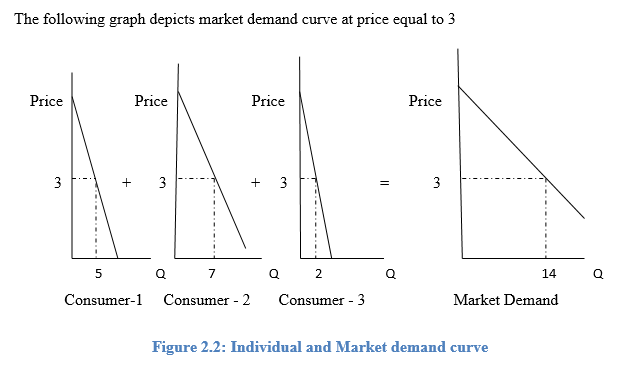 The following graph depicts market demand curve at price equal to 3
Price Price Price Price
3 + 3 + 3 = 3
5 Q 7 Q 2 Q 14 Q
Consumer-1 Consumer - 2 Consumer - 3 Market Demand
Figure 2.2: Individual and Market demand curve